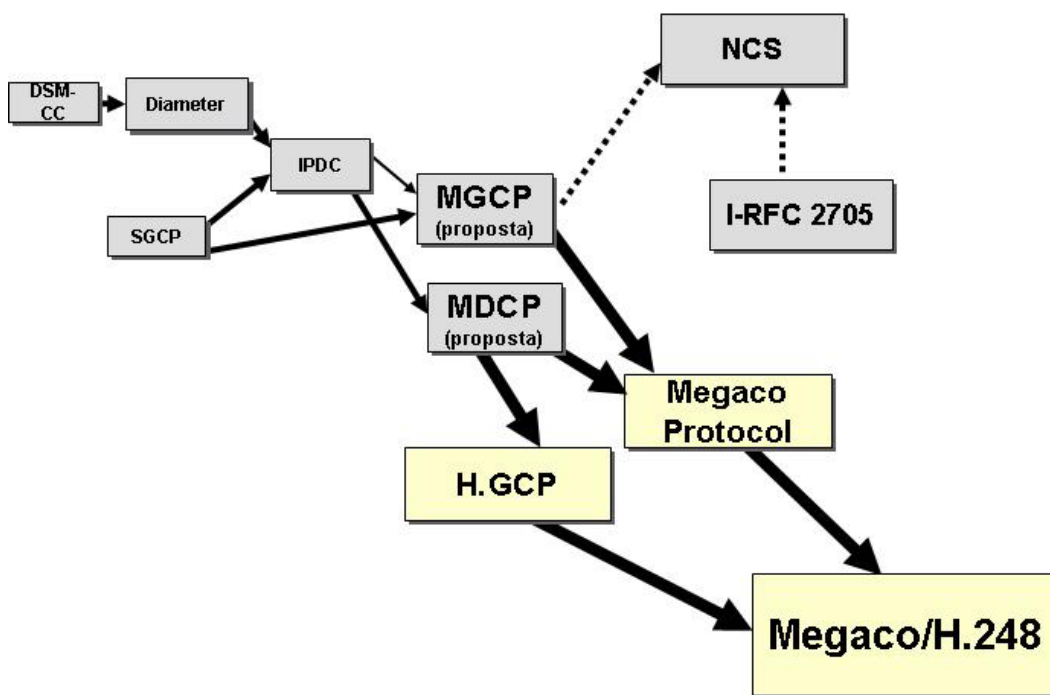 NCS
DSM-
CC
Diameter
IPDC
MGCP
(proposta)
I-RFC 2705
SGCP
MDCP
(proposta)
Megaco
Protocol
H.GCP
Megaco/H.248